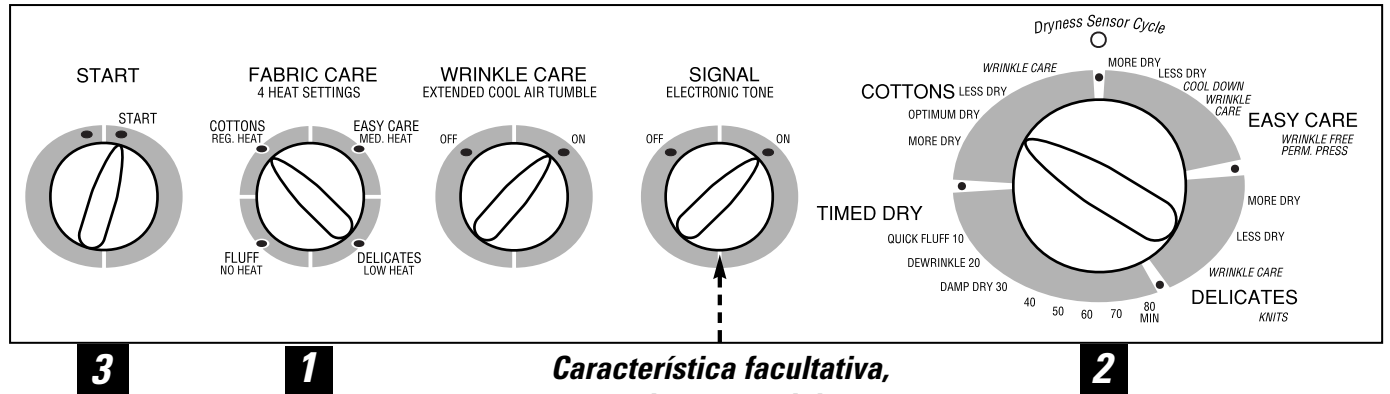 START
START
FABRIC CARE
4 HEAT SETTINGS
COTTONS
REG. HEAT
EASY CARE
MED. HEAT
FLUFF
NO HEAT
DELICATES
LOW HEAT
WRINKLE CARE
EXTENDED COOL AIR TUMBLE
OFF
ON
SIGNAL
ELECTRONIC TONE
OFF
ON
Dryness Sensor Cycle
WRINKLE CARE
COTTONS LESS DRY
OPTIMUM DRY
MORE DRY
MORE DRY
LESS DRY
COOL DOWN
WRINKLE
CARE
EASY CARE
WRINKLE FREE
PERM. PRESS
MORE DRY
LESS DRY
WRINKLE CARE
DELICATES
KNITS
TIMED DRY
QUICK FLUFF 10
DEWRINKLE 20
DAMP DRY 30
40
50
60
70
80
MIN
3
1
Característica facultativa,
2